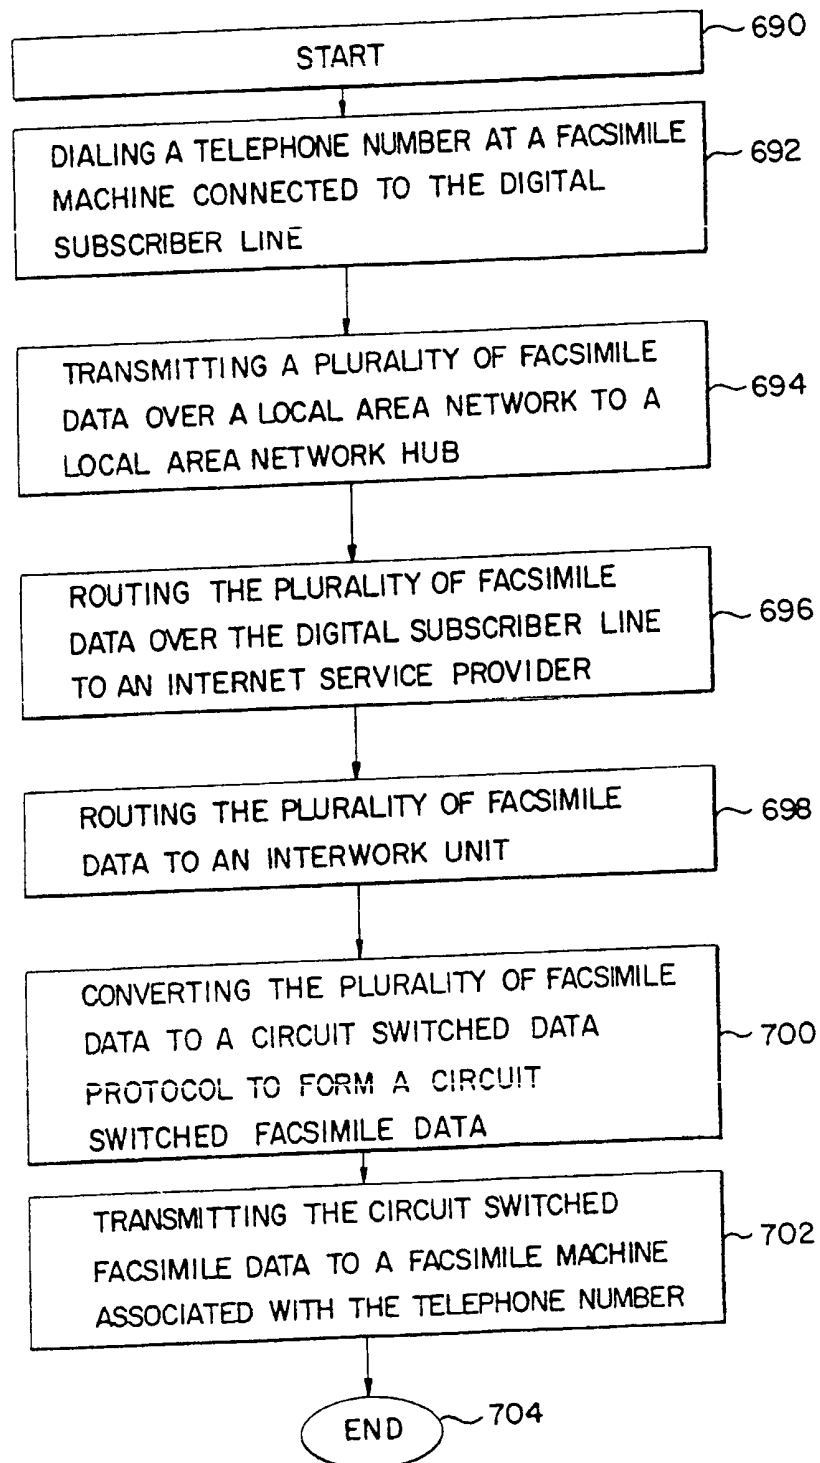 START
690
DIALING A TELEPHONE NUMBER AT A FACSIMILE
MACHINE CONNECTED TO THE DIGITAL
SUBSCRIBER LINE
692
TRANSMITTING A PLURALITY OF FACSIMILE
DATA OVER A LOCAL AREA NETWORK TO A
LOCAL AREA NETWORK HUB
694
ROUTING THE PLURALITY OF FACSIMILE
DATA OVER THE DIGITAL SUBSCRIBER LINE
TO AN INTERNET SERVICE PROVIDER
696
ROUTING THE PLURALITY OF FACSIMILE
DATA TO AN INTERWORK UNIT
698
CONVERTING THE PLURALITY OF FACSIMILE
DATA TO A CIRCUIT SWITCHED DATA
PROTOCOL TO FORM A CIRCUIT
SWITCHED FACSIMILE DATA
700
TRANSMITTING THE CIRCUIT SWITCHED
FACSIMILE DATA TO A FACSIMILE MACHINE
ASSOCIATED WITH THE TELEPHONE NUMBER
702
END
704